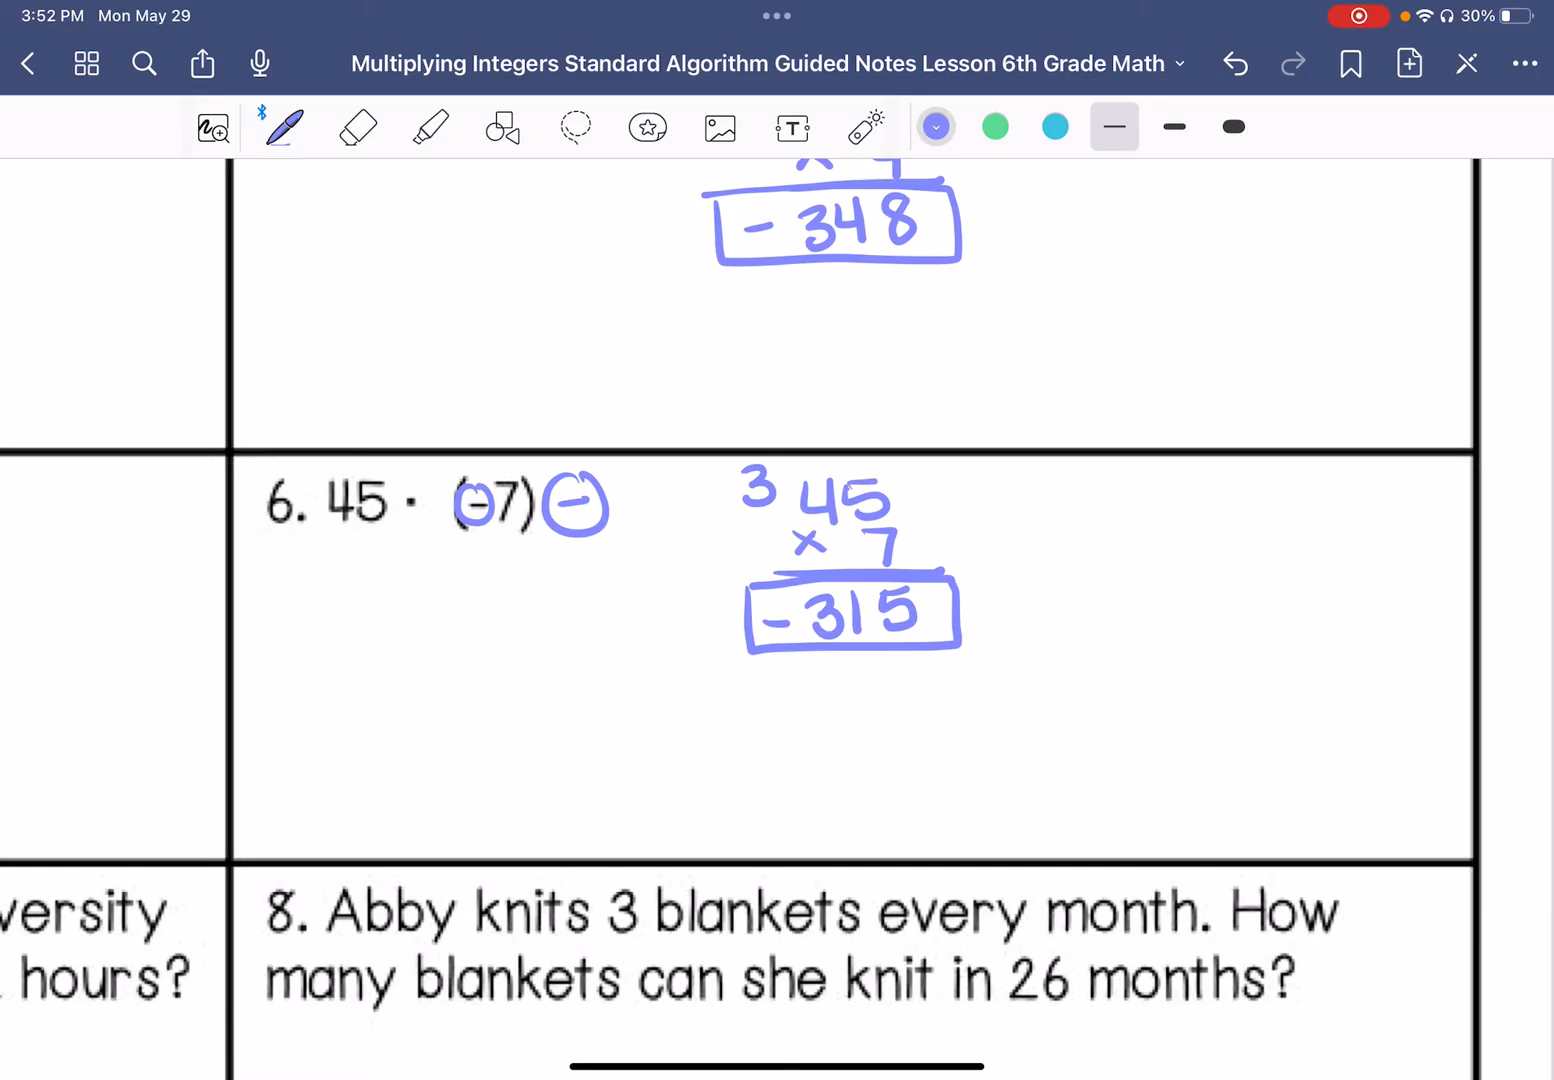 3:52 PM Mon May 29
30%
Multiplying Integers Standard Algorithm Guided Notes Lesson 6th Grade Math
T
- 348
6. 45 · (-7) -
3 45
x 7
- 315
versity
hours?
8. Abby knits 3 blankets every month. How
many blankets can she knit in 26 months?